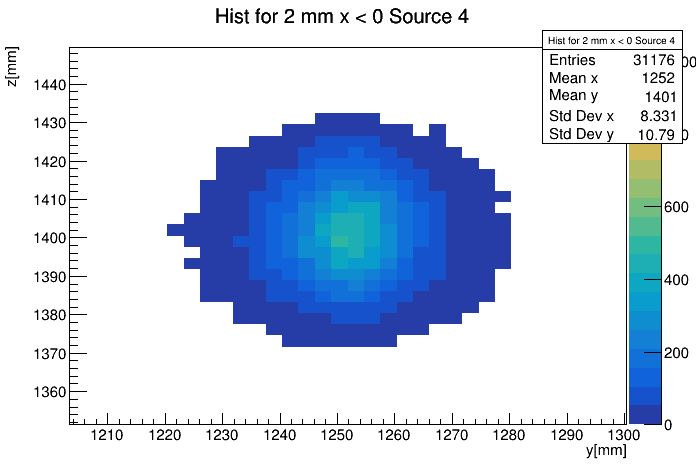 Hist for 2 mm x < 0 Source 4
z[mm]
Hist for 2 mm x < 0 Source 4
Entries 31176
Mean x 1252
Mean y 1401
Std Dev x 8.331
Std Dev y 10.79
1440
1430
1420
1410
1400
1390
1380
1370
1360
600
400
200
0
1210 1220 1230 1240 1250 1260 1270 1280 1290 1300
y[mm]